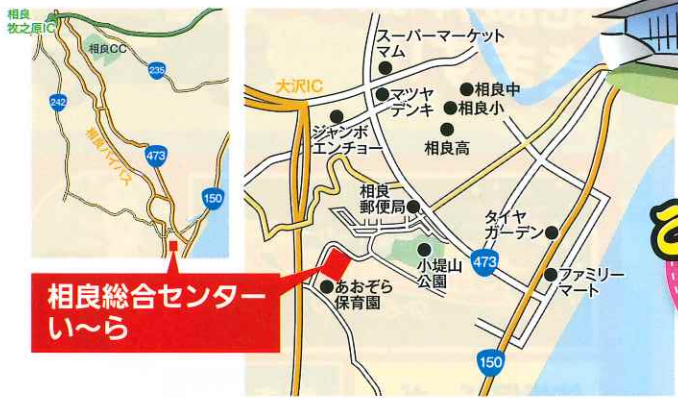 相良
牧之原IC
相良CC
235
242
相良バイパス
473
150
相良総合センター
い〜ら
スーパーマーケット
マム
大沢IC
マツヤ
デンキ
相良中
相良小
相良高
ジャンボ
エンチョー
相良
郵便局
タイヤ
ガーデン
小堤山
公園
473
ファミリー
マート
あおぞら
保育園
150